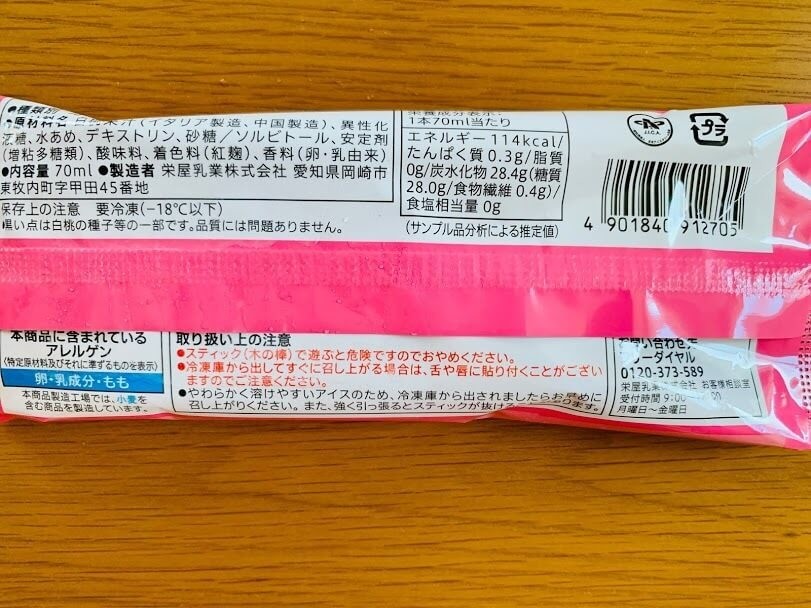 ●種類別
●原材料名 白桃果汁(イタリア製造、中国製造)、異性化
液糖、水あめ、デキストリン、砂糖／ソルビトール、安定剤
(増粘多糖類)、酸味料、着色料(紅麹)、香料(卵・乳由来)
●内容量 70ml ●製造者 栄屋乳業株式会社 愛知県岡崎市
東牧内町字甲田45番地
保存上の注意 要冷凍(−18℃以下)
黒い点は白桃の種子等の一部です。品質には問題ありません。
栄養成分表示:
1本70ml当たり
エネルギー 114kcal/
たんぱく質 0.3g/脂質
0g/炭水化物 28.4g(糖質
28.0g/食物繊維 0.4g)/
食塩相当量 0g
(サンプル品分析による推定値)
J.I.C.A.
プラ
4 901840 912705
本商品に含まれている
アレルゲン
(特定原材料及びそれに準ずるものを表示)
卵・乳成分・もも
本商品製造工場では、小麦を
含む商品を製造しています。
取り扱い上の注意
●スティック(木の棒)で遊ぶと危険ですのでおやめください。
●冷凍庫から出してすぐに召し上がる場合は、舌や唇に貼り付くことがござい
ますのでご注意ください。
●やわらかく溶けやすいアイスのため、冷凍庫から出されましたらお早めに
召し上がりください。また、強く引っ張るとスティックが抜ける
お問い合わせ先
フリーダイヤル
0120-373-589
栄屋乳業株式会社 お客様相談室
受付時間 9:00
月曜日〜金曜日